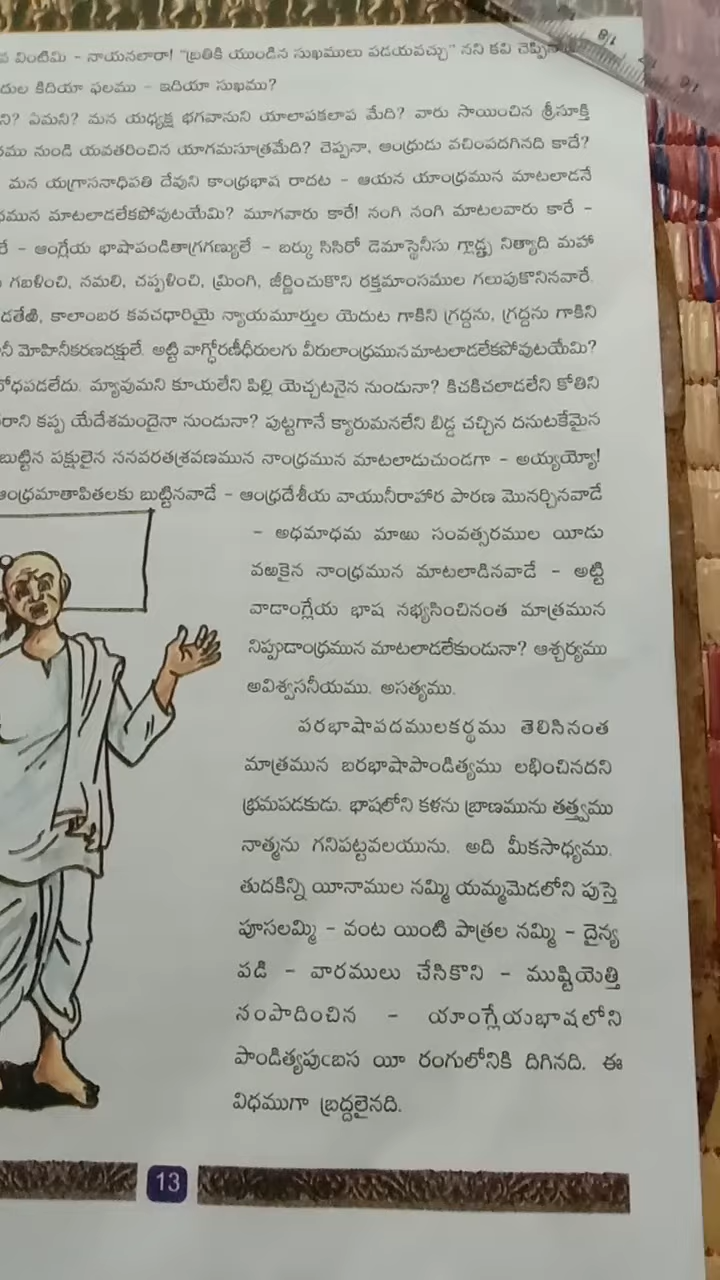 వింటిమి - నాయనలారా! "బ్రతికి యుండిన సుఖములు పడయవచ్చు" నని కవి
దుల కిదియా ఫలము - ఇదియా సుఖము?
ని? ఏమని? మన యధ్యక్ష భగవానుని యాలాపకలాప మేది? వారు సాయించిన శ్రీసూక్తి
రము నుండి యవతరించిన యాగమసూత్రమేది? చెప్పనా, ఆంధ్రుడు వచింపదగినది కాదే?
మన యగ్రాసనాధిపతి దేవుని కాంధ్రభాష రాదట - ఆయన యాంధ్రమున మాటలాడనే
ధ్రమున మాటలాడలేకపోవుటయేమి? మూగవారు కారే! నంగి నంగి మాటలవారు కారే -
రే - ఆంగ్లేయ భాషాపండితాగ్రగణ్యులే - బర్కు సిసిరో డెమాస్థెనీసు గ్లాడ్ స్ట నిత్యాది మహా
గబళించి, నమలి, చప్పళించి, మ్రింగి, జీర్ణించుకొని రక్తమాంసముల గలుపుకొనినవారే.
డతేఱి, కాలాంబర కవచధారియై న్యాయమూర్తుల యెదుట గాకిని గ్రద్దను, గ్రద్దను గాకిని
నీ మోహినీకరణదక్షులే. అట్టి వాగ్ధోరణీధీరులగు వీరులాంధ్రమున మాటలాడలేకపోవుటయేమి?
బోధపడలేదు. మ్యావుమని కూయలేని పిల్లి యెచ్చటనైన నుండునా? కిచకిచలాడలేని కోతిని
రాని కప్ప యేదేశమందైనా నుండునా? పుట్టగానే క్యారుమనలేని బిడ్డ చచ్చిన దనుటకేమైన
బుట్టిన పక్షులైన ననవరతశ్రవణమున నాంధ్రమున మాటలాడుచుండగా - అయ్యయ్యో!
ఆంధ్రమాతాపితలకు బుట్టినవాడే - ఆంధ్రదేశీయ వాయునీరాహార పారణ మొనర్చినవాడే
- అధమాధమ మాఱు సంవత్సరముల యీడు
వఱకైన నాంధ్రమున మాటలాడినవాడే - అట్టి
వాడాంగ్లేయ భాష నభ్యసించినంత మాత్రమున
నిప్పుడాంధ్రమున మాటలాడలేకుండునా? ఆశ్చర్యము
అవిశ్వసనీయము. అసత్యము.
పరభాషాపదములకర్థము తెలిసినంత
మాత్రమున బరభాషాపాండిత్యము లభించినదని
భ్రమపడకుడు. భాషలోని కళను బ్రాణమును తత్త్వము
నాత్మను గనిపట్టవలయును. అది మీకసాధ్యము.
తుదకిన్ని యీనాముల నమ్మి యమ్మమెడలోని పుస్తె
పూసలమ్మి - వంట యింటి పాత్రల నమ్మి - దైన్య
పడి - వారములు చేసికొని - ముష్టియెత్తి
సంపాదించిన - యాంగ్లేయభాషలోని
పాండిత్యపుఁబస యీ రంగులోనికి దిగినది. ఈ
విధముగా బ్రద్దలైనది.
13